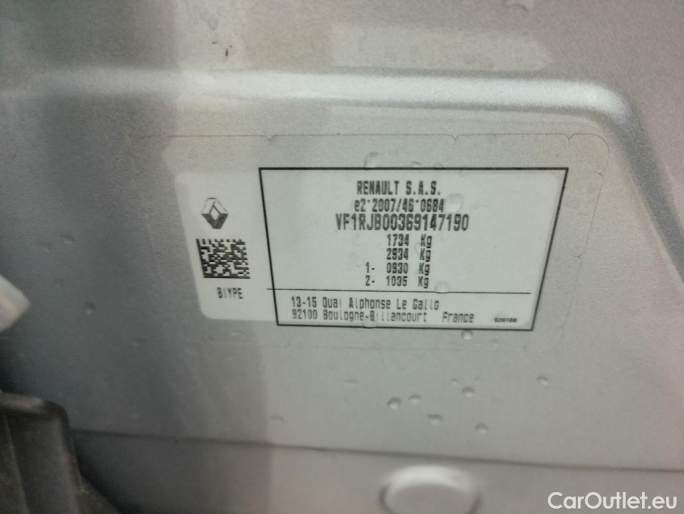 RENAULT S.A.S.
e2*2007/46*0684
VF1RJB00369147190
1734 Kg
2934 Kg
1- 0930 Kg
2- 1035 Kg
BIYPE
13-15 Quai Alphonse Le Gallo
92100 Boulogne-Billancourt France
CarOutlet.eu